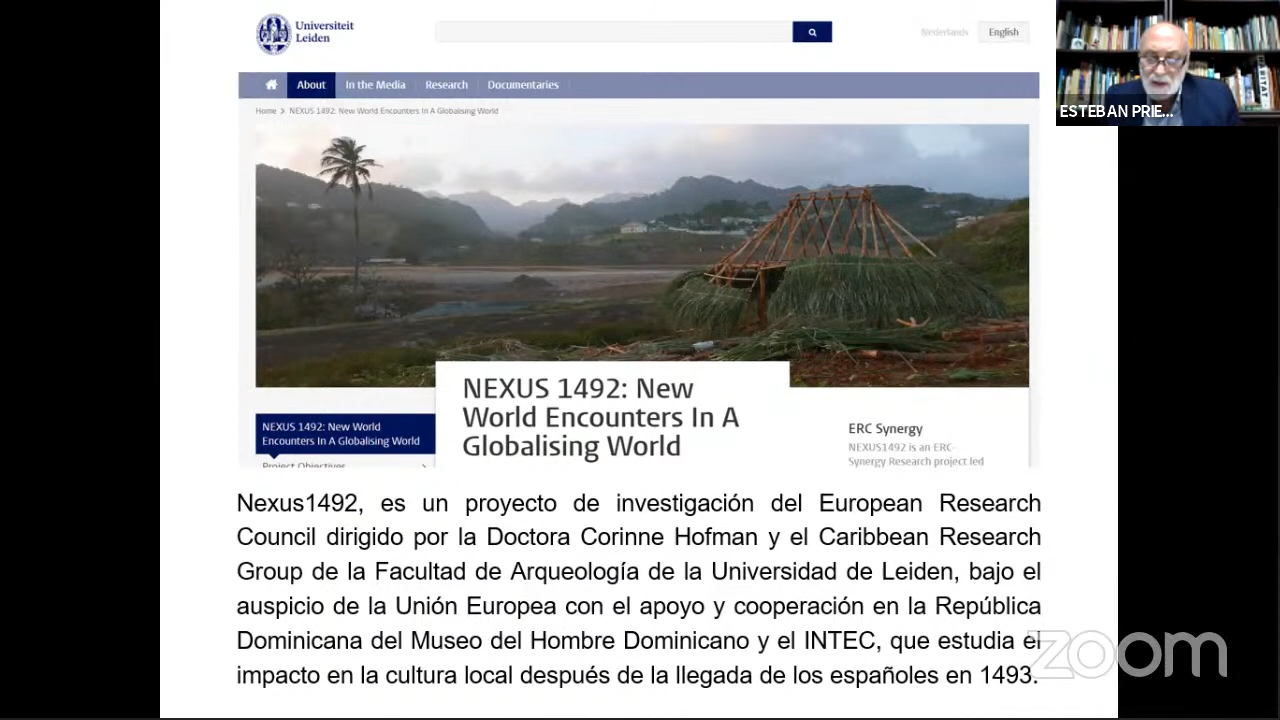 Universiteit
Leiden
Nederlands
English
About
In the Media
Research
Documentaries
Home > NEXUS 1492: New World Encounters In A Globalising World
ESTEBAN PRIE...
NEXUS 1492: New
World Encounters In A
Globalising World
NEXUS 1492: New World
Encounters In A Globalising World
Project Objectives
ERC Synergy
NEXUS1492 is an ERC-
Synergy Research project led
Nexus1492, es un proyecto de investigación del European Research
Council dirigido por la Doctora Corinne Hofman y el Caribbean Research
Group de la Facultad de Arqueología de la Universidad de Leiden, bajo el
auspicio de la Unión Europea con el apoyo y cooperación en la República
Dominicana del Museo del Hombre Dominicano y el INTEC, que estudia el
impacto en la cultura local después de la llegada de los españoles en 1493.
zoom